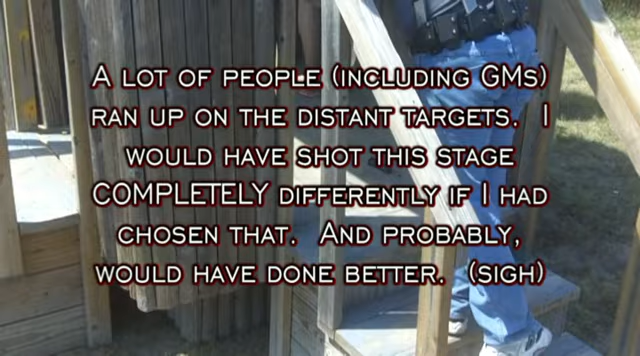 A LOT OF PEOPLE (INCLUDING GMS)
RAN UP ON THE DISTANT TARGETS. I
WOULD HAVE SHOT THIS STAGE
COMPLETELY DIFFERENTLY IF I HAD
CHOSEN THAT. AND PROBABLY,
WOULD HAVE DONE BETTER. (SIGH)